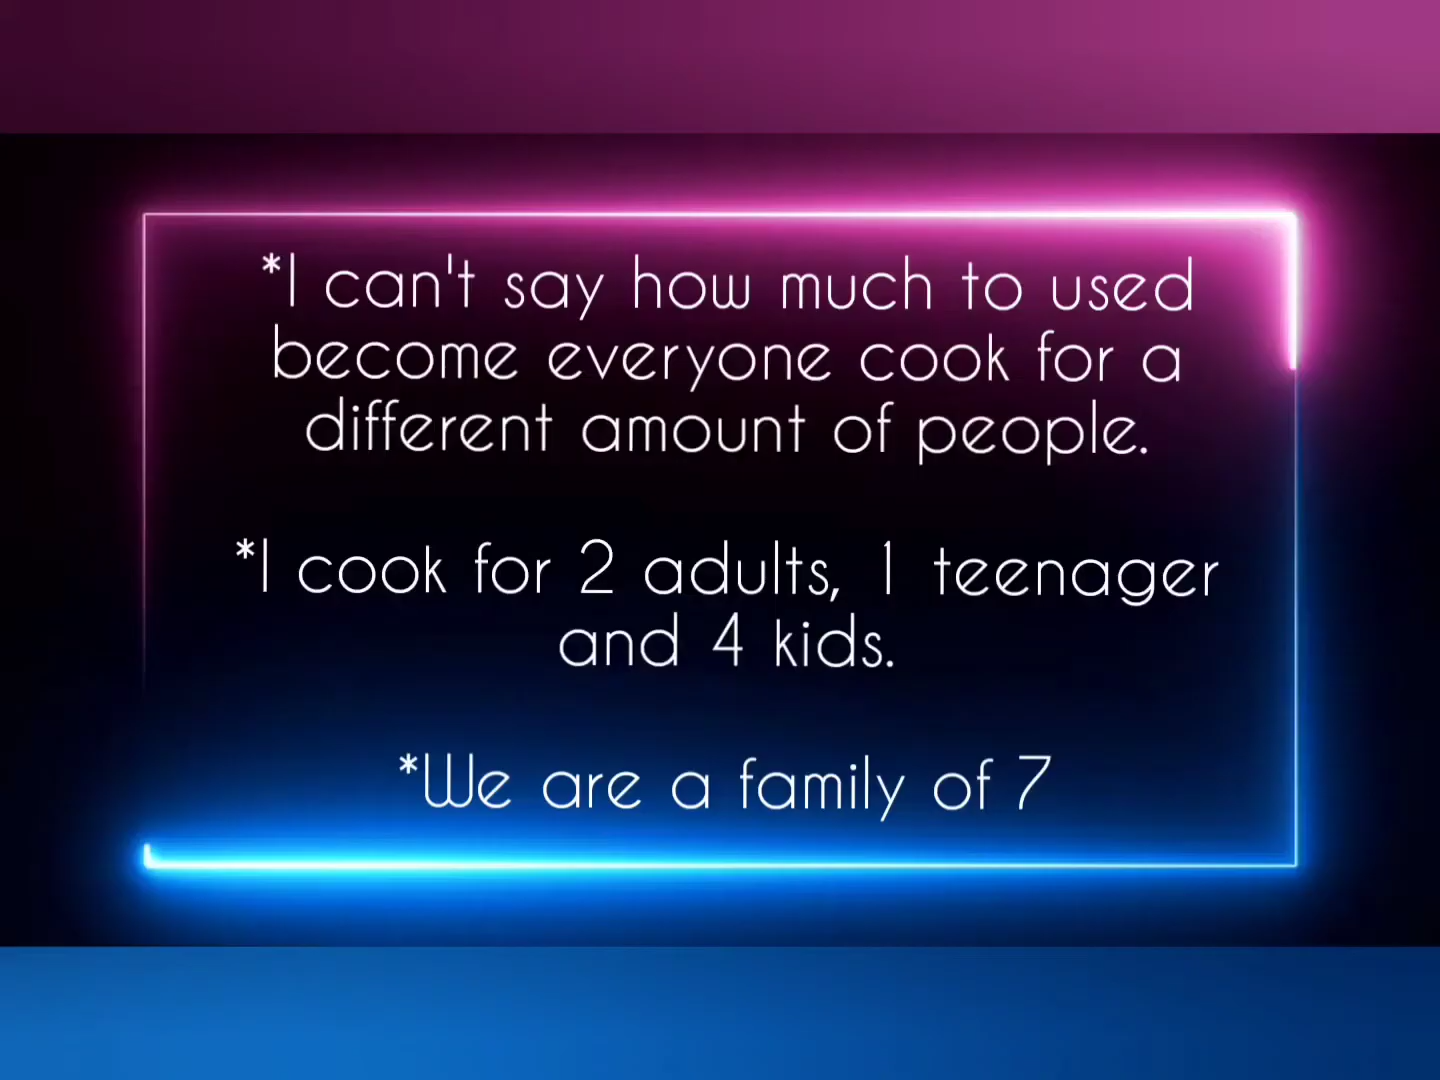 *I can't say how much to used
become everyone cook for a
different amount of people.
*I cook for 2 adults, 1 teenager
and 4 kids.
*We are a family of 7